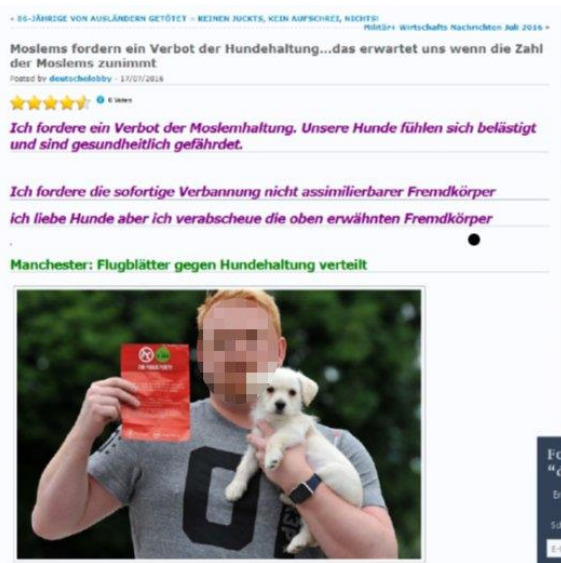 « 86-JÄHRIGE VON AUSLÄNDERN GETÖTET – KEINEN JUCKTS, KEIN AUFSCHREI, NICHTS!
Militär+ Wirtschafts Nachrichten Juli 2016 »
Moslems fordern ein Verbot der Hundehaltung...das erwartet uns wenn die Zahl
der Moslems zunimmt
Posted by deutschelobby - 17/07/2016
6 Votes
Ich fordere ein Verbot der Moslemhaltung. Unsere Hunde fühlen sich belästigt
und sind gesundheitlich gefährdet.
Ich fordere die sofortige Verbannung nicht assimilierbarer Fremdkörper
ich liebe Hunde aber ich verabscheue die oben erwähnten Fremdkörper
.
Manchester: Flugblätter gegen Hundehaltung verteilt
O